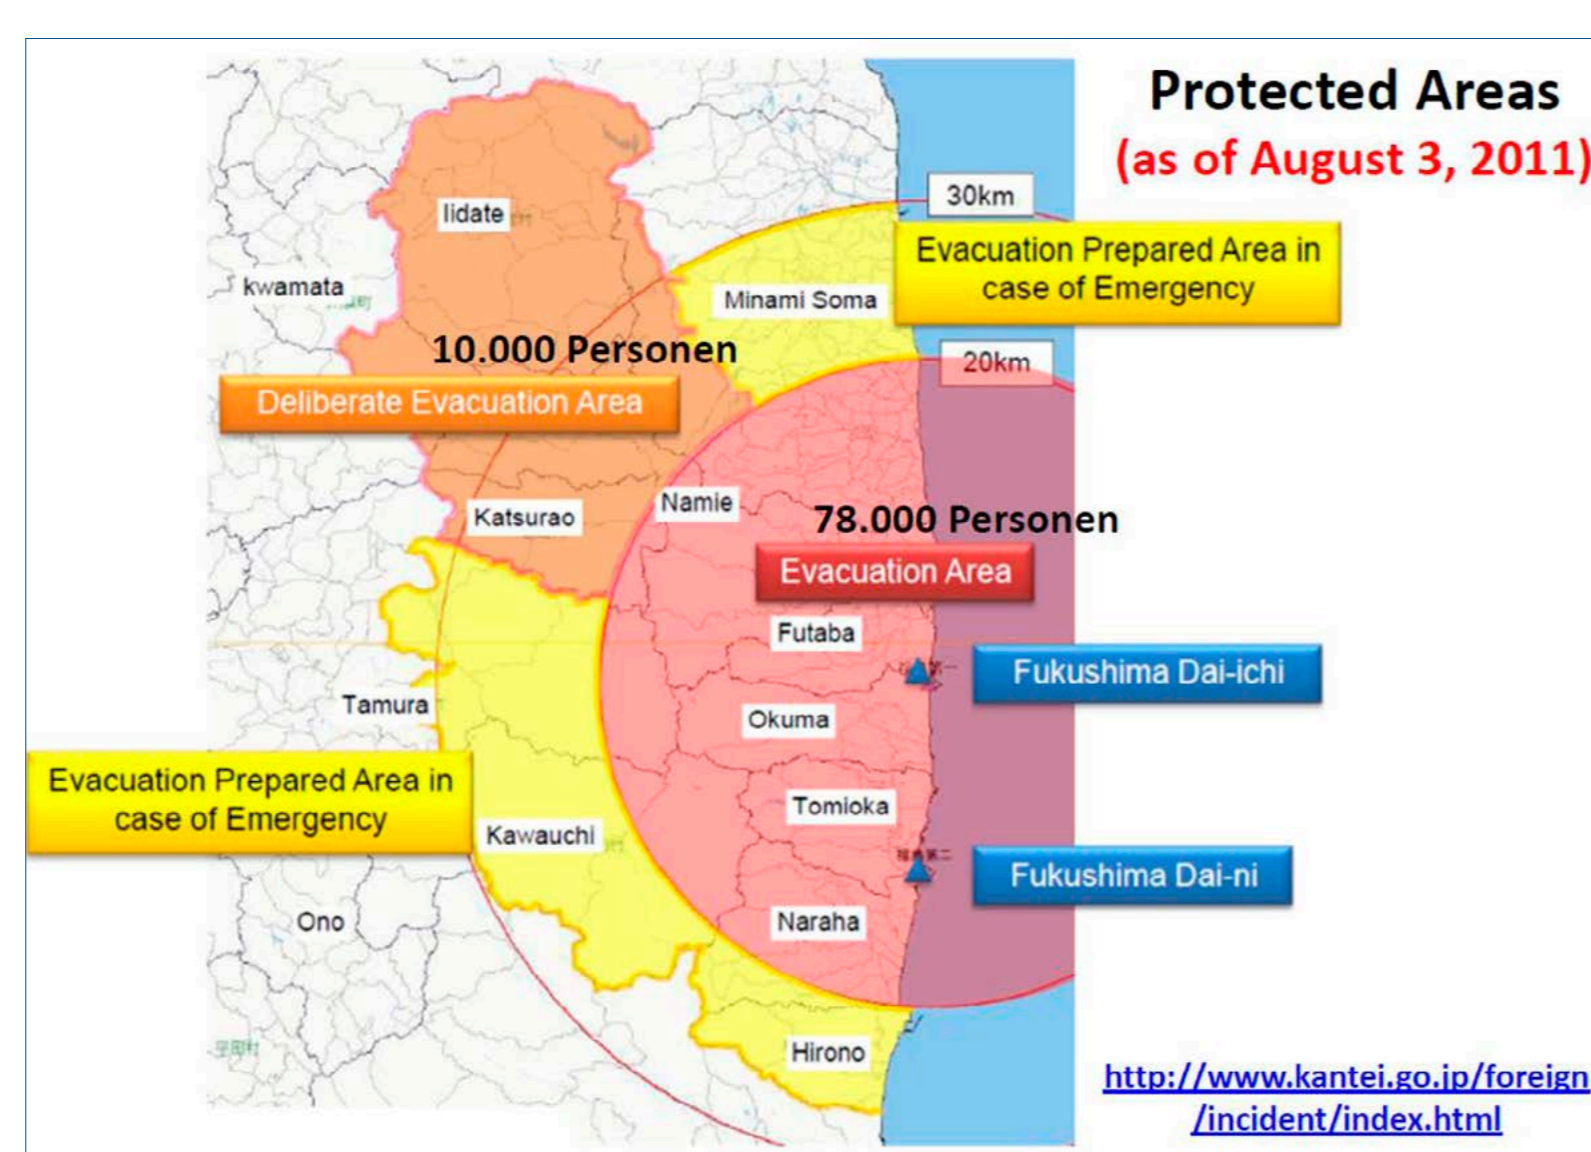 Protected Areas
(as of August 3, 2011)
30km
Iidate
Evacuation Prepared Area in
case of Emergency
kwamata
Minami Soma
10.000 Personen
20km
Deliberate Evacuation Area
Katsurao
Namie
78.000 Personen
Evacuation Area
Futaba
Fukushima Dai-ichi
Tamura
Okuma
Evacuation Prepared Area in
case of Emergency
Tomioka
Kawauchi
Fukushima Dai-ni
Ono
Naraha
Hirono
http://www.kantei.go.jp/foreign
/incident/index.html